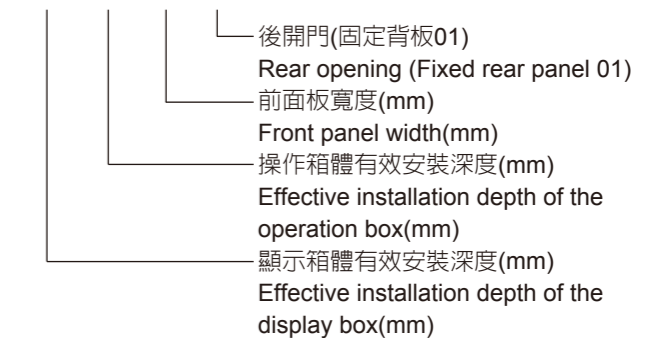 後開門(固定背板01)
Rear opening (Fixed rear panel 01)
前面板寬度(mm)
Front panel width(mm)
操作箱體有效安裝深度(mm)
Effective installation depth of the
operation box(mm)
顯示箱體有效安裝深度(mm)
Effective installation depth of the
display box(mm)